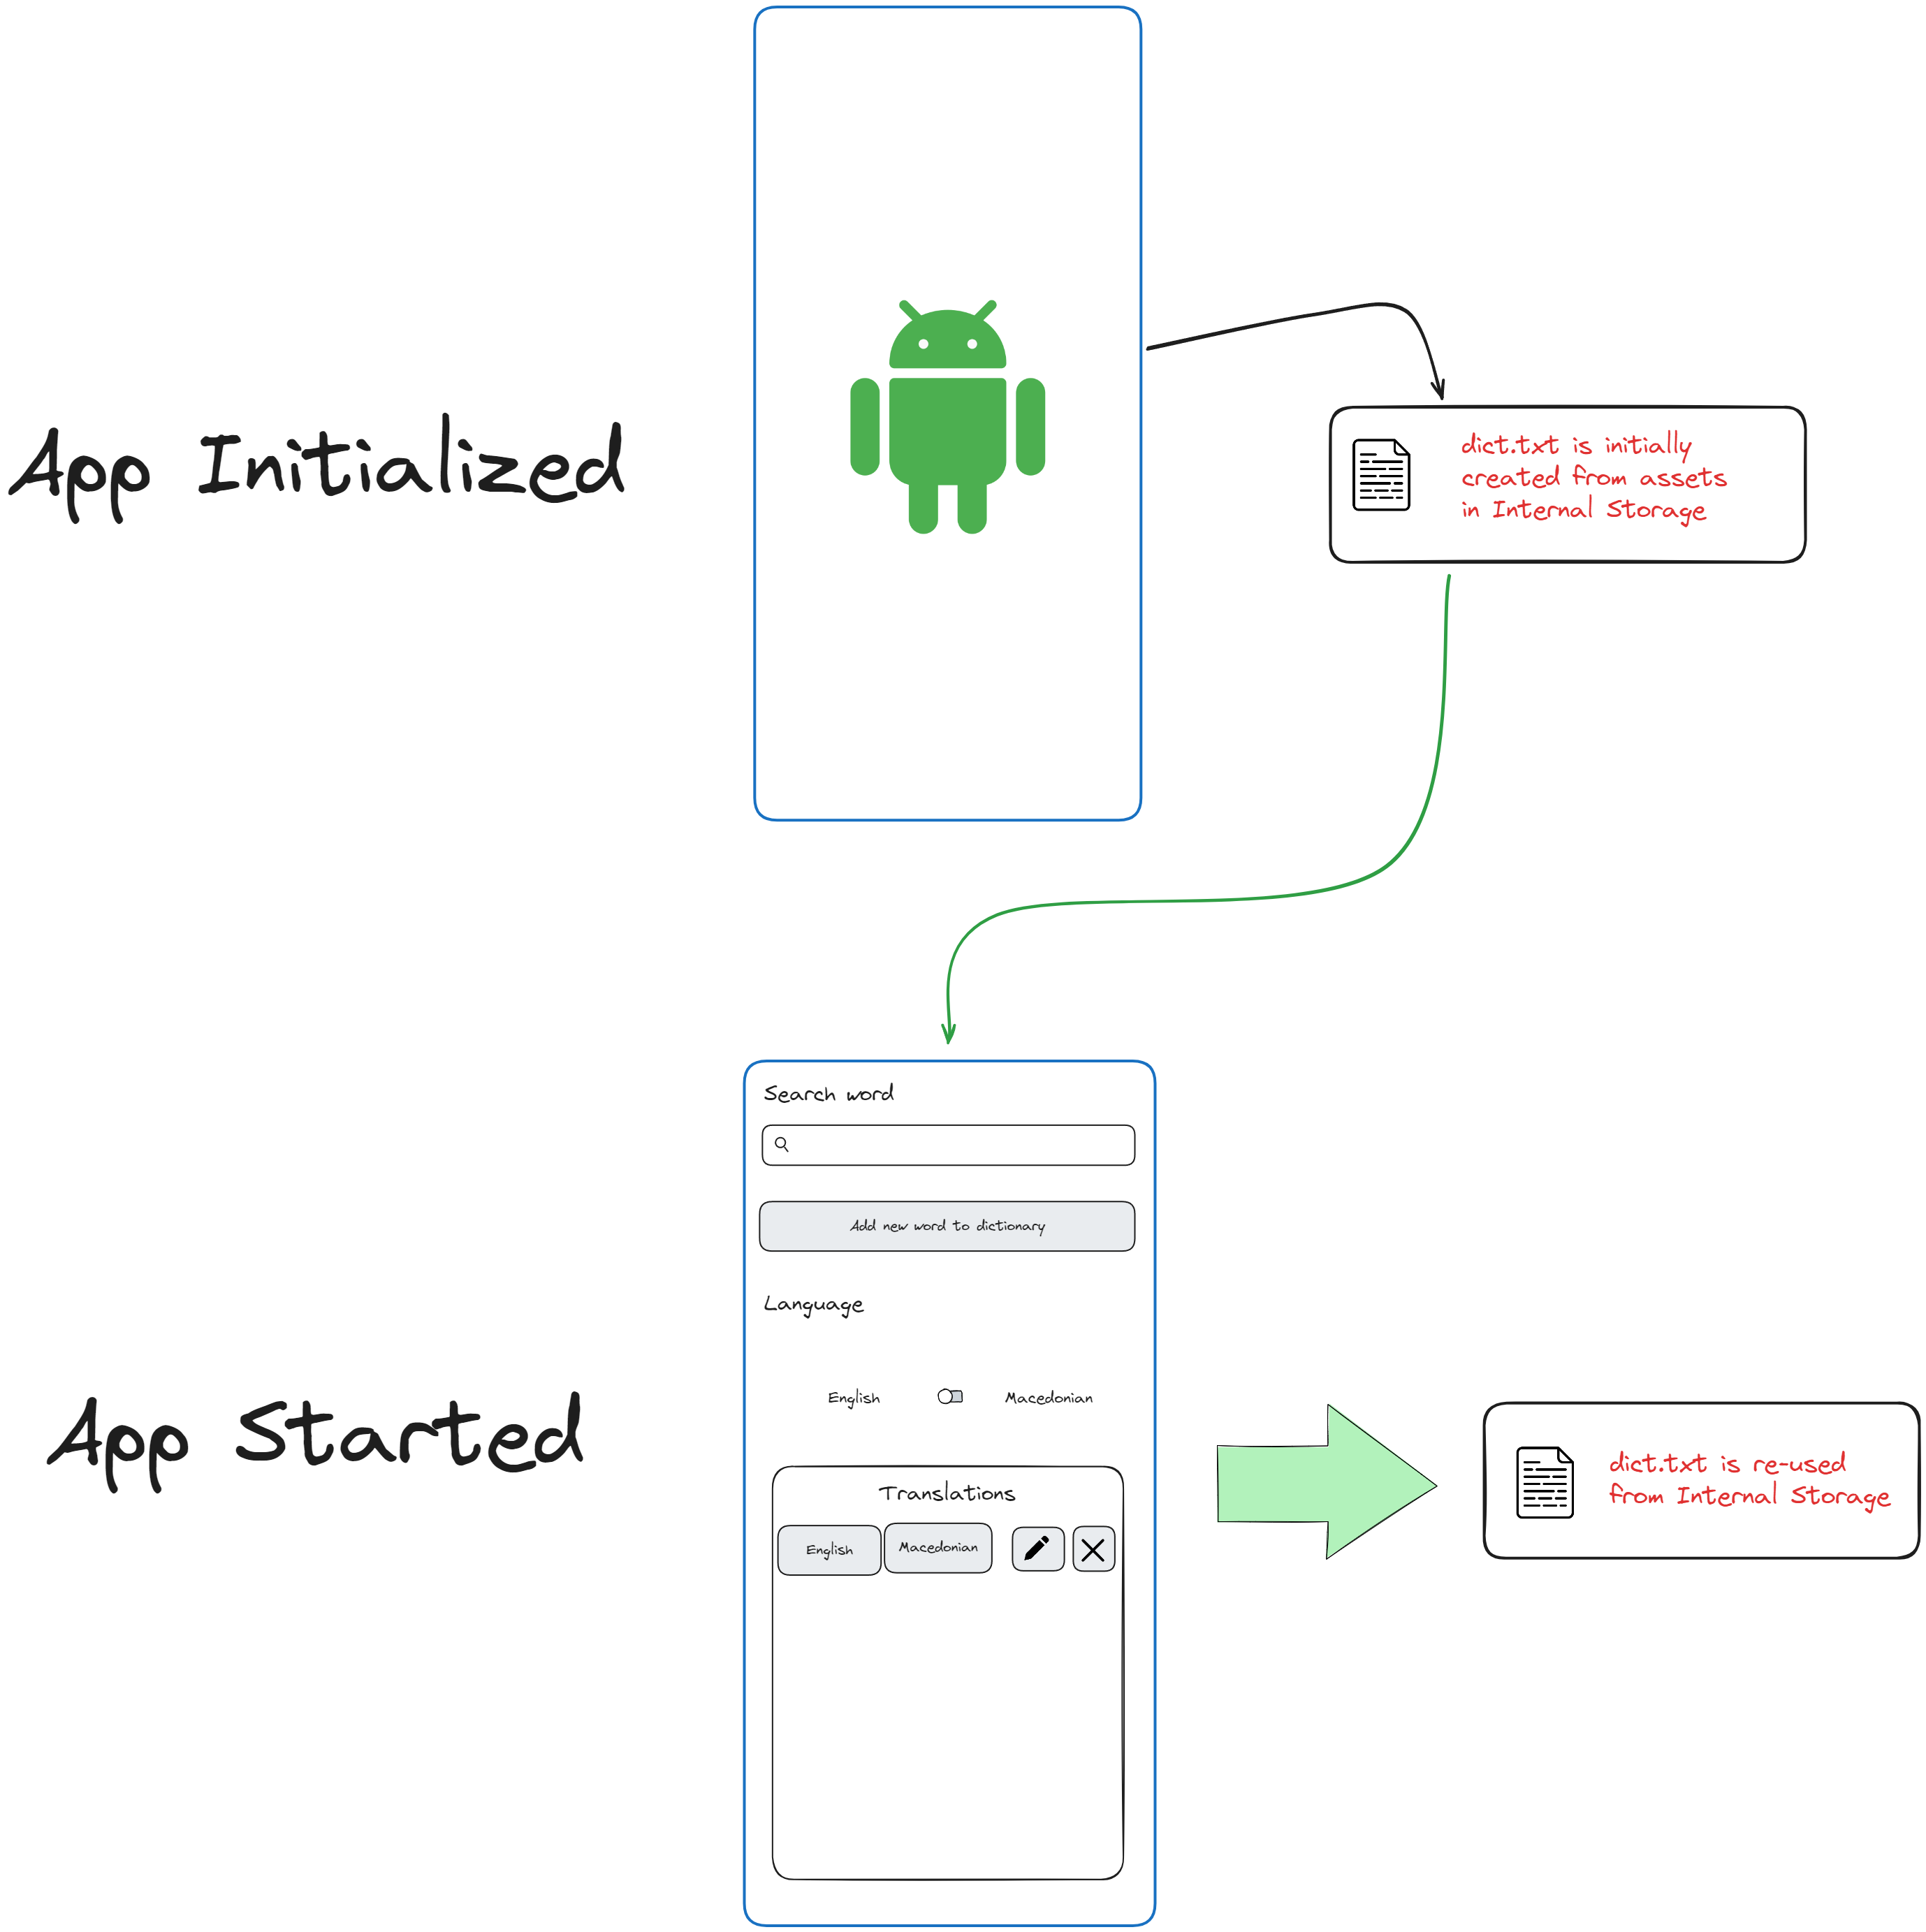 App Initialized
dict.txt is initially
created from assets
in Internal Storage
Search word
Add new word to dictionary
Language
English
Macedonian
App Started
Translations
English
Macedonian
dict.txt is re-used
from Internal Storage